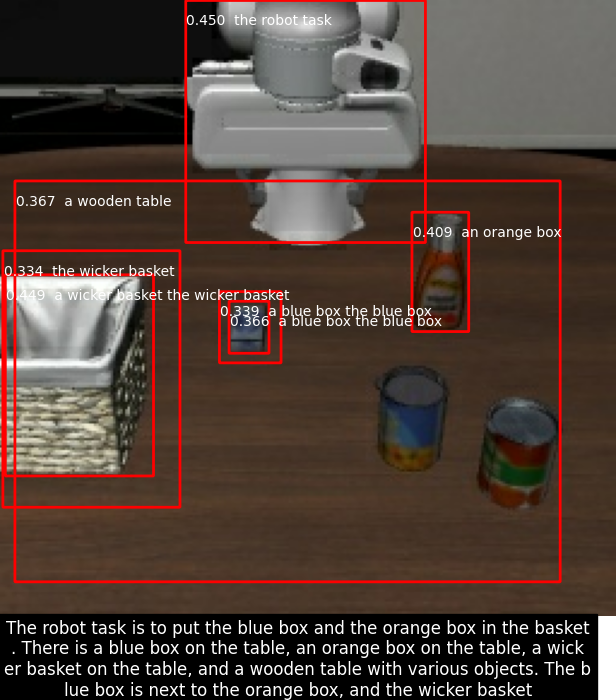 0.450 the robot task
0.367 a wooden table
0.409 an orange box
0.334 the wicker basket
0.449 a wicker basket the wicker basket
0.339 a blue box the blue box
0.366 a blue box the blue box
The robot task is to put the blue box and the orange box in the basket
. There is a blue box on the table, an orange box on the table, a wick
er basket on the table, and a wooden table with various objects. The b
lue box is next to the orange box, and the wicker basket